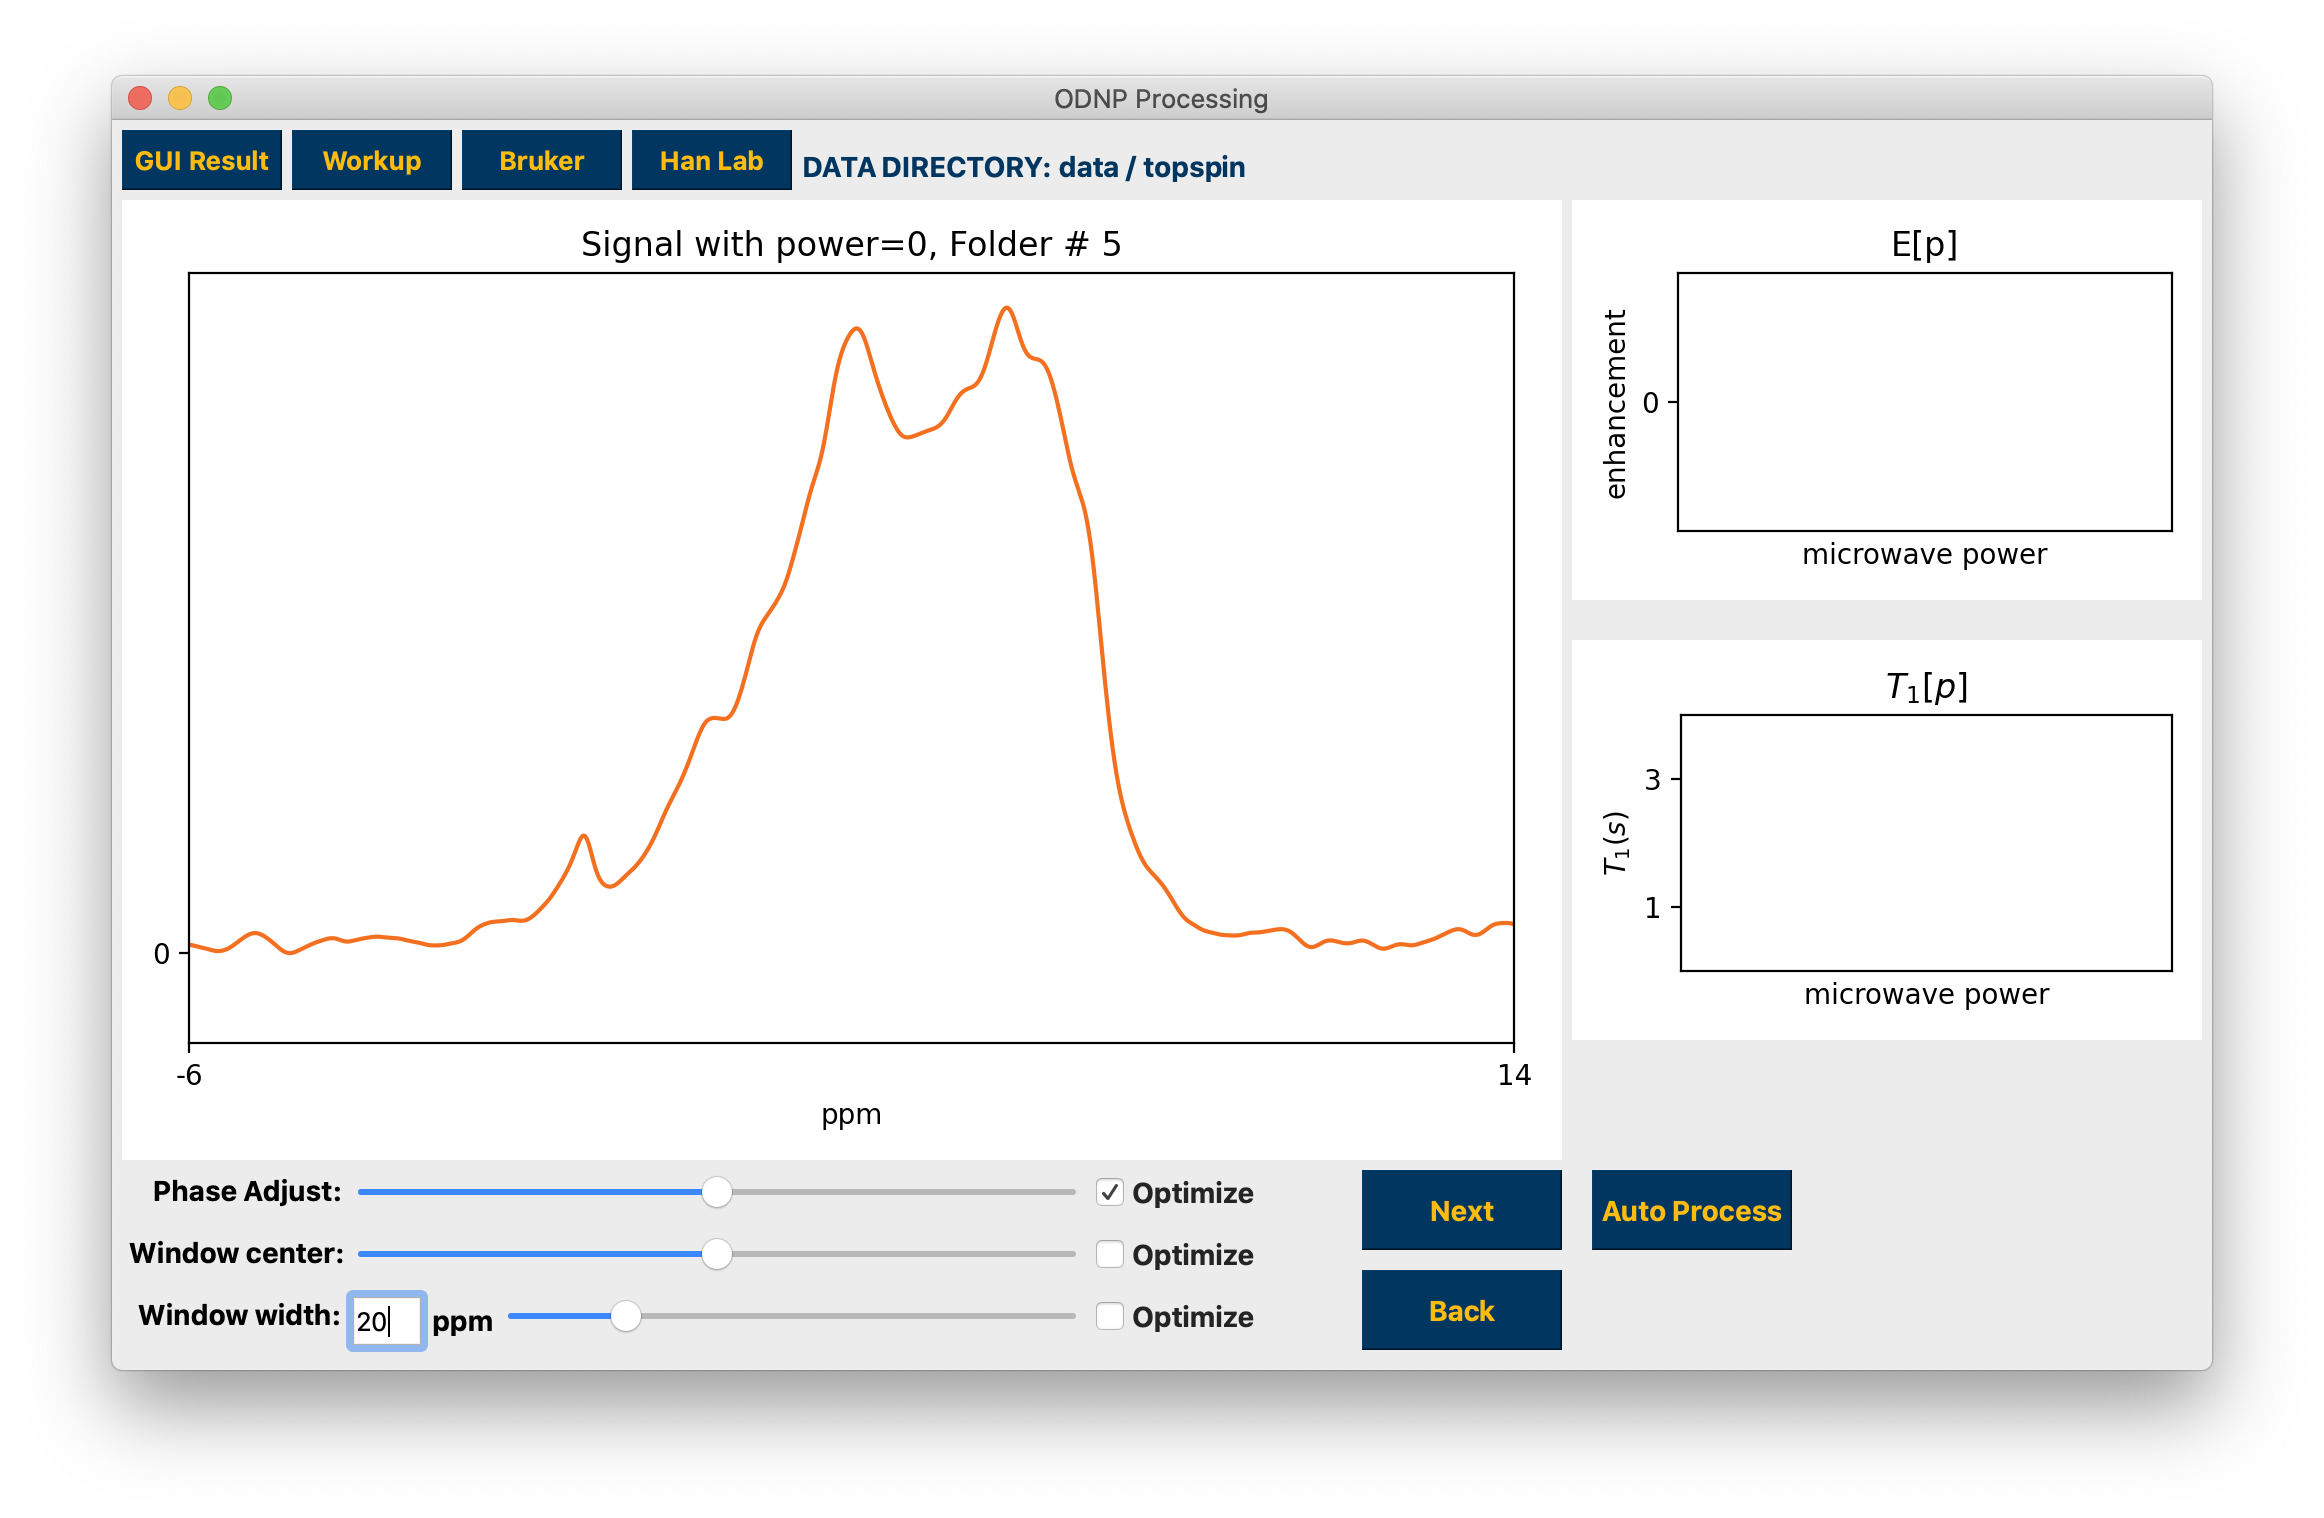 ODNP Processing
GUI Result
Workup
Bruker
Han Lab
DATA DIRECTORY: data / topspin
Signal with power=0, Folder # 5
0
-6
14
ppm
E[p]
enhancement
0
microwave power
T₁[p]
T₁(s)
3
1
microwave power
Phase Adjust:
Optimize
Window center:
Optimize
Window width: 20 ppm
Optimize
Next
Auto Process
Back